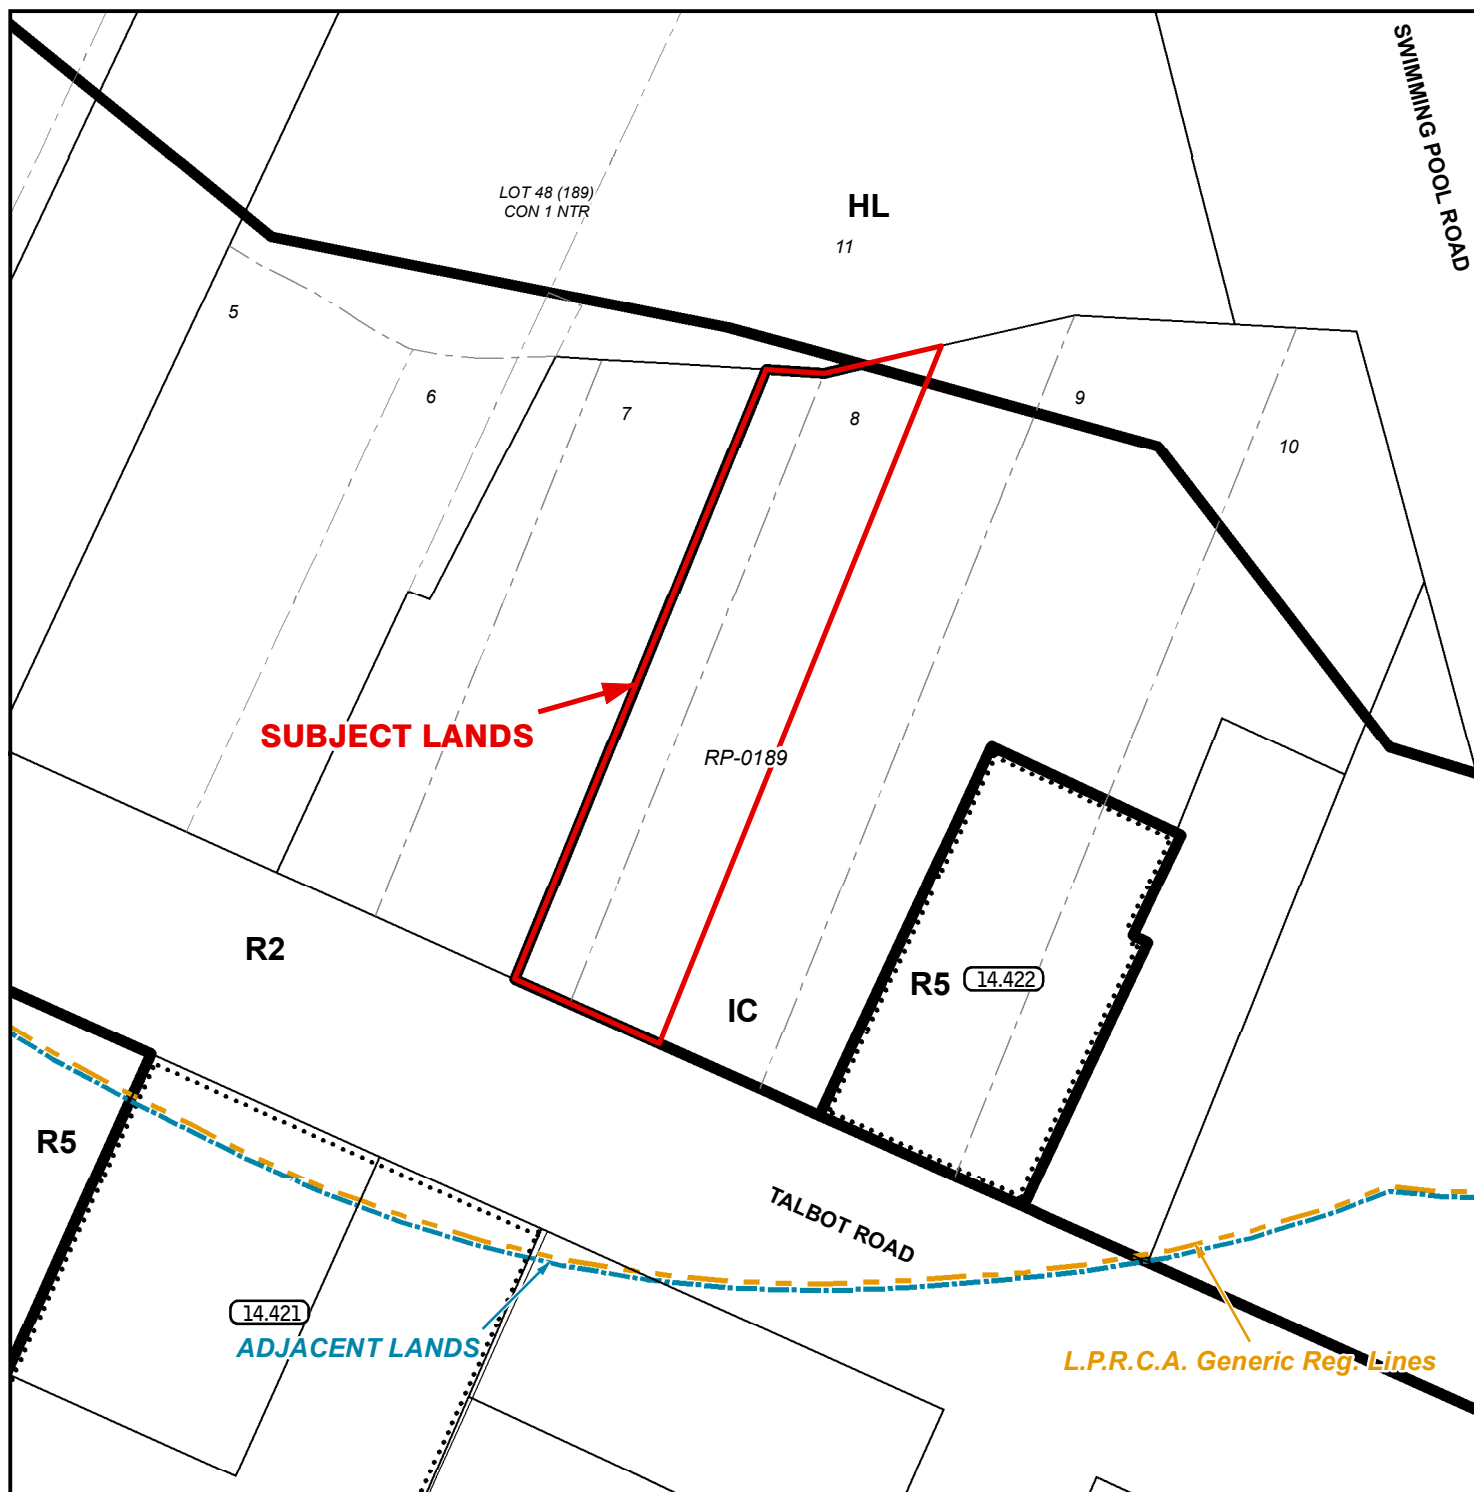 SWIMMING POOL ROAD
LOT 48 (189)
CON 1 NTR
HL
11
5
6
7
8
9
10
SUBJECT LANDS
RP-0189
R2
R5
14.422
IC
R5
TALBOT ROAD
14.421
ADJACENT LANDS
L.P.R.C.A. Generic Reg. Lines